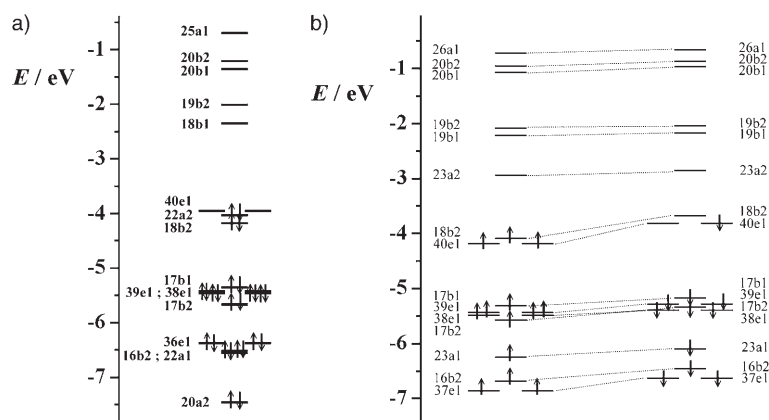 a)
E / eV
-1
-2
-3
-4
-5
-6
-7
25a1
20b2
20b1
19b2
18b1
40e1
22a2
18b2
17b1
39e1 ; 38e1
17b2
36e1
16b2 ; 22a1
20a2
b)
E / eV
-1
-2
-3
-4
-5
-6
-7
26a1
20b2
20b1
19b2
19b1
23a2
18b2
40e1
17b1
39e1
38e1
17b2
23a1
16b2
37e1
26a1
20b2
20b1
19b2
19b1
23a2
18b2
40e1
17b1
39e1
17b2
38e1
23a1
16b2
37e1